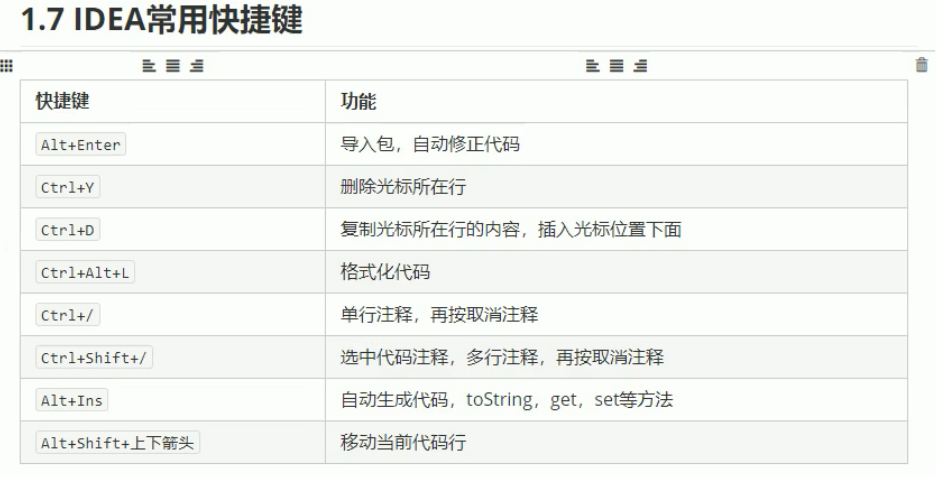 1.7 IDEA常用快捷键
快捷键 功能
Alt+Enter 导入包，自动修正代码
Ctrl+Y 删除光标所在行
Ctrl+D 复制光标所在行的内容，插入光标位置下面
Ctrl+Alt+L 格式化代码
Ctrl+/ 单行注释，再按取消注释
Ctrl+Shift+/ 选中代码注释，多行注释，再按取消注释
Alt+Ins 自动生成代码，toString，get，set等方法
Alt+Shift+上下箭头 移动当前代码行